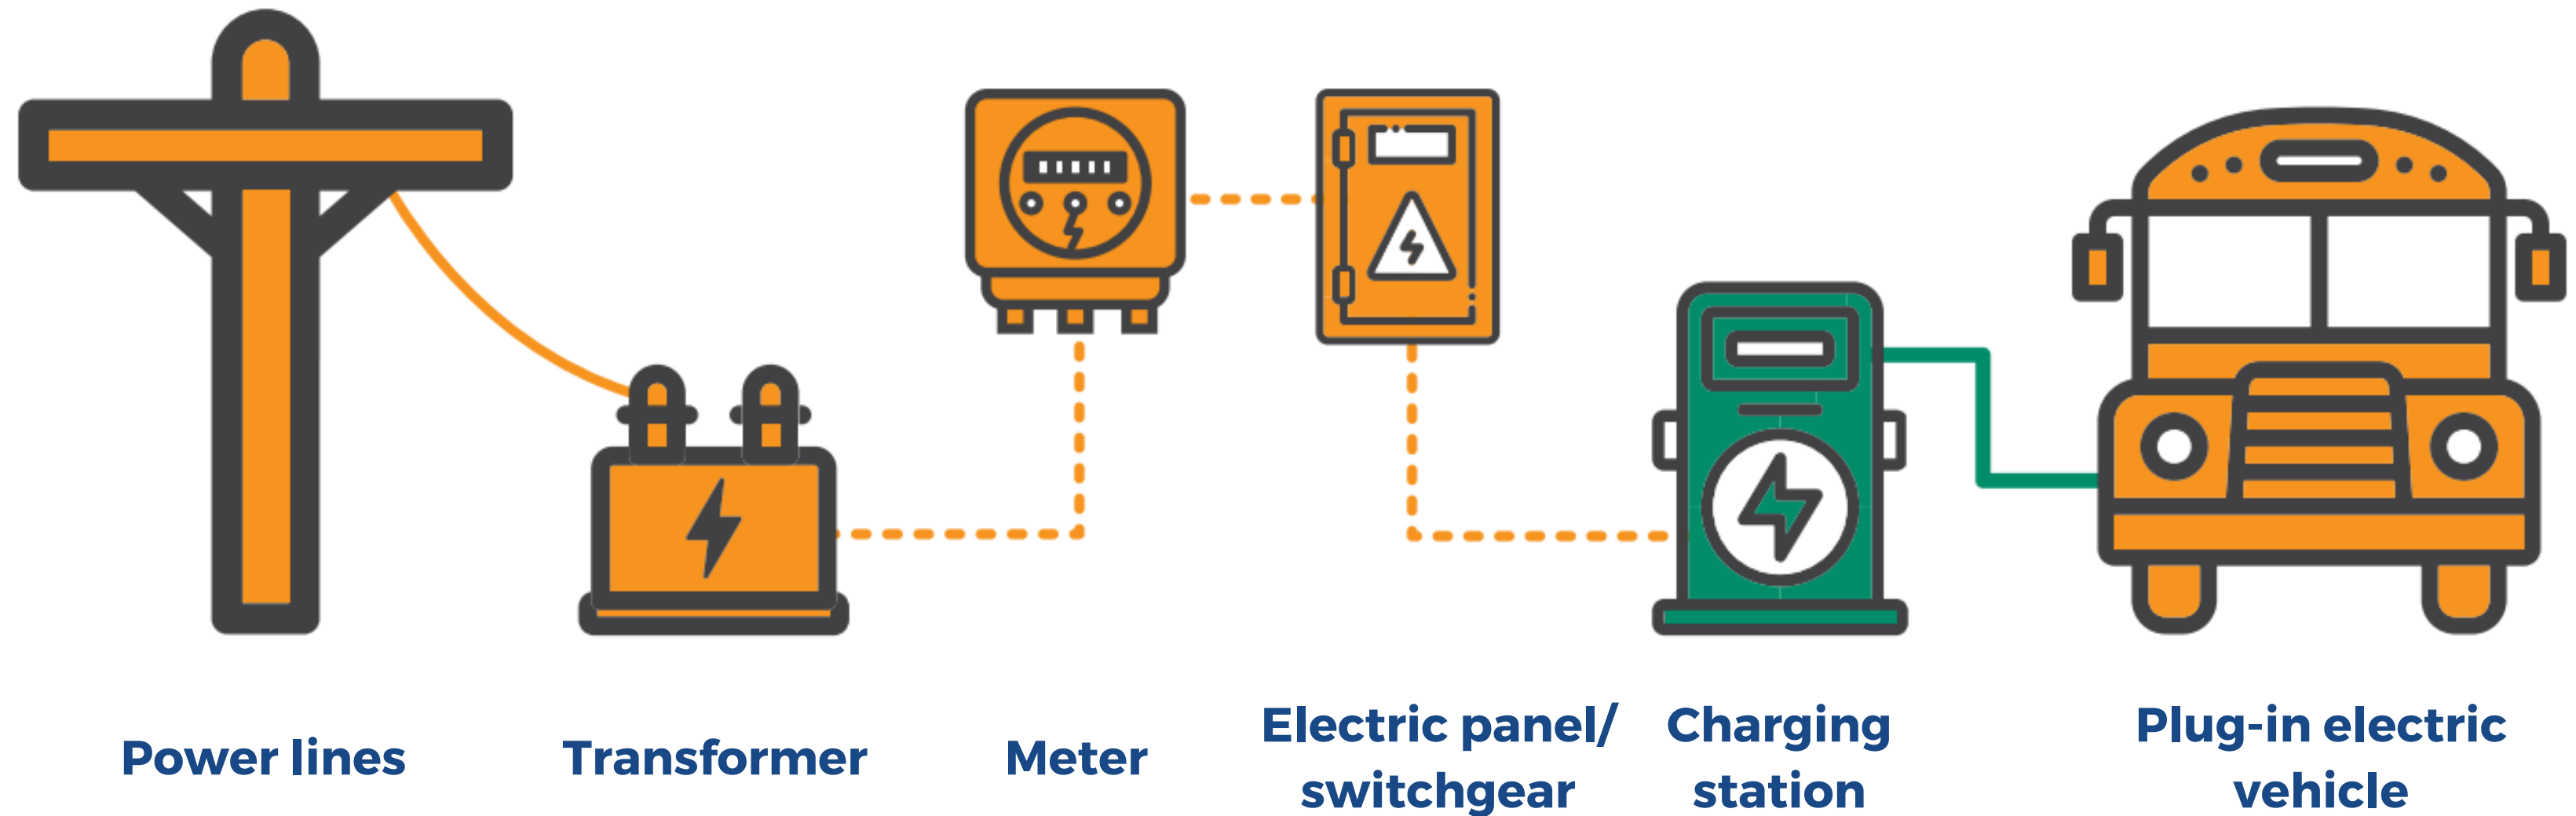 Power lines
Transformer
Meter
Electric panel/
switchgear
Charging
station
Plug-in electric
vehicle